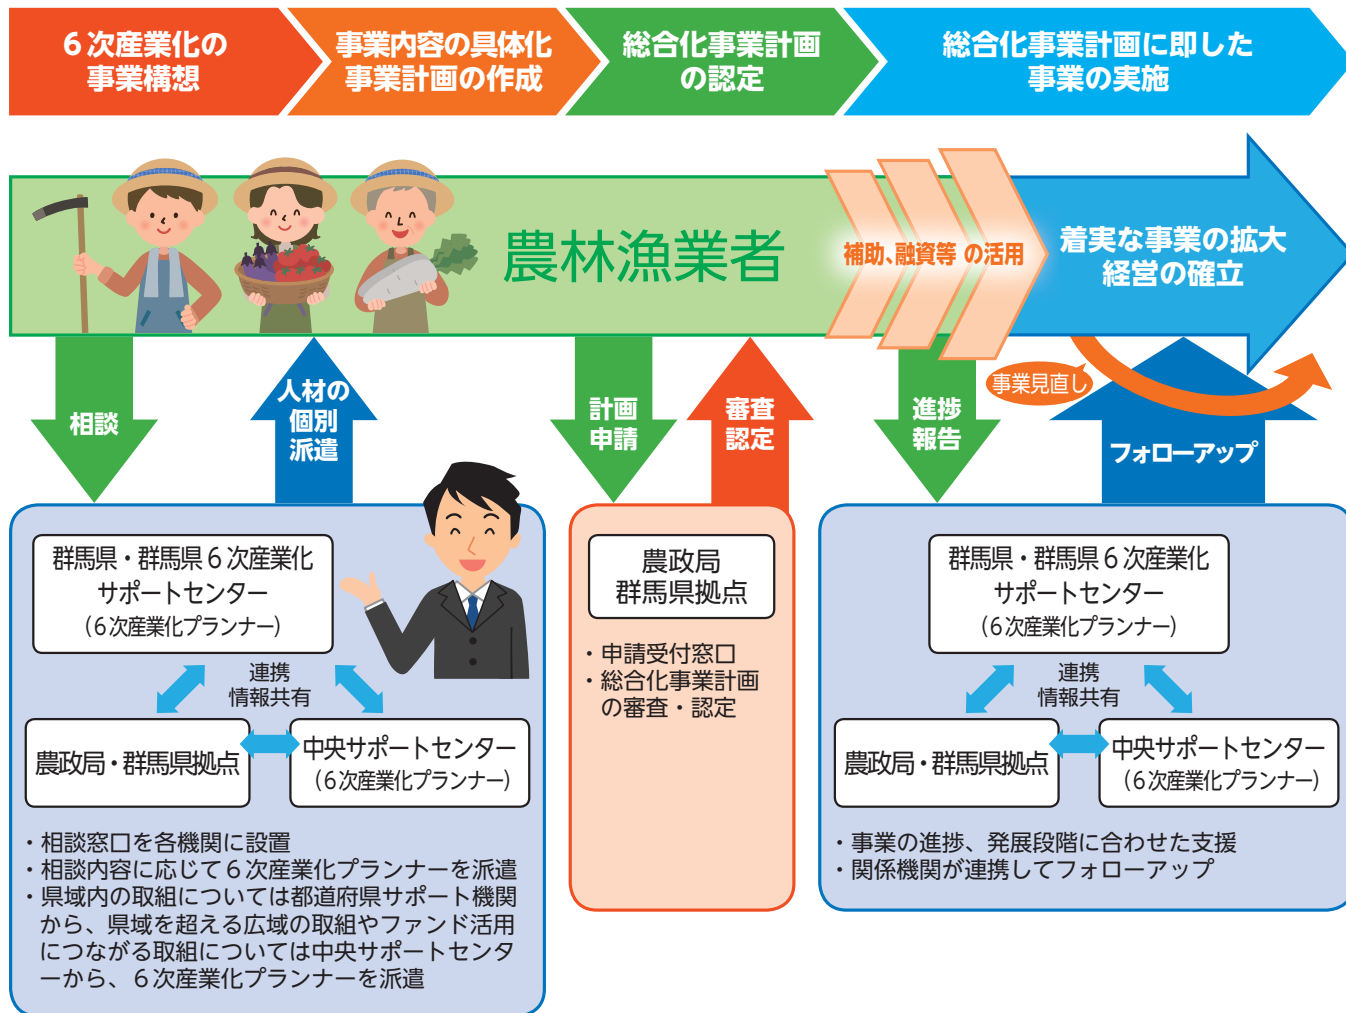 6次産業化の
事業構想
事業内容の具体化
事業計画の作成
総合化事業計画
の認定
総合化事業計画に即した
事業の実施
農林漁業者
補助、融資等 の活用
着実な事業の拡大
経営の確立
事業見直し
相談
人材の
個別
派遣
計画
申請
審査
認定
進捗
報告
フォローアップ
群馬県・群馬県6次産業化
サポートセンター
(6次産業化プランナー)
連携
情報共有
農政局・群馬県拠点
中央サポートセンター
(6次産業化プランナー)
・相談窓口を各機関に設置
・相談内容に応じて6次産業化プランナーを派遣
・県域内の取組については都道府県サポート機関
から、県域を超える広域の取組やファンド活用
につながる取組については中央サポートセンタ
ーから、6次産業化プランナーを派遣
農政局
群馬県拠点
・申請受付窓口
・総合化事業計画
の審査・認定
群馬県・群馬県6次産業化
サポートセンター
(6次産業化プランナー)
連携
情報共有
農政局・群馬県拠点
中央サポートセンター
(6次産業化プランナー)
・事業の進捗、発展段階に合わせた支援
・関係機関が連携してフォローアップ